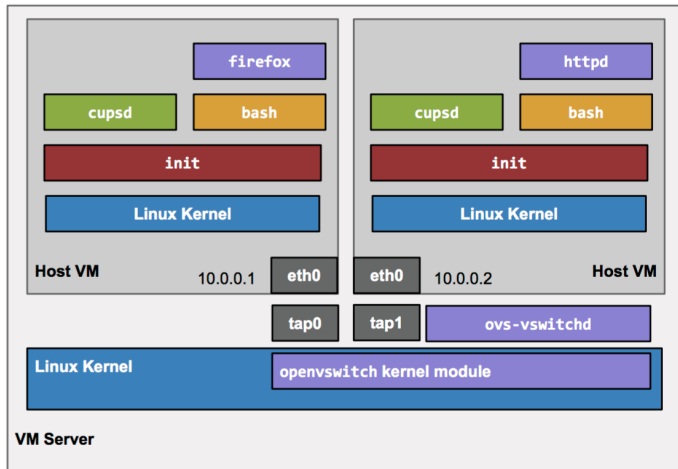 firefox
httpd
cupsd
bash
cupsd
bash
init
init
Linux Kernel
Linux Kernel
Host VM
10.0.0.1
eth0
eth0
10.0.0.2
Host VM
tap0
tap1
ovs-vswitchd
Linux Kernel
openvswitch kernel module
VM Server